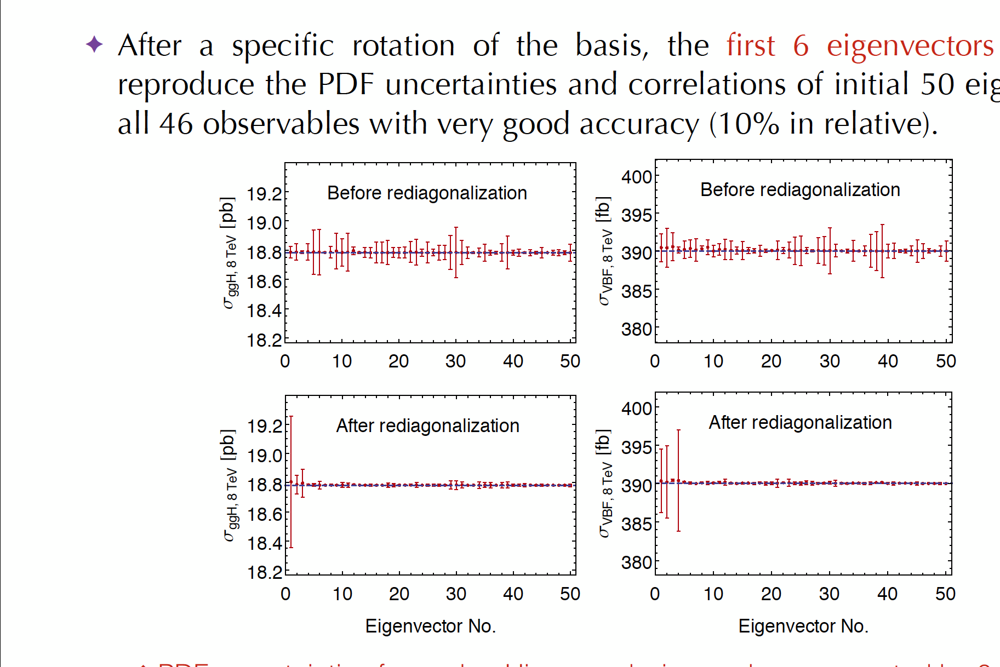 After a specific rotation of the basis, the first 6 eigenvectors
reproduce the PDF uncertainties and correlations of initial 50
all 46 observables with very good accuracy (10% in relative).
Before rediagonalization
σggH, 8 TeV [pb]
19.2
19.0
18.8
18.6
18.4
18.2
0 10 20 30 40 50
Before rediagonalization
σVBF, 8 TeV [fb]
400
395
390
385
380
0 10 20 30 40 50
After rediagonalization
σggH, 8 TeV [pb]
19.2
19.0
18.8
18.6
18.4
18.2
0 10 20 30 40 50
Eigenvector No.
After rediagonalization
σVBF, 8 TeV [fb]
400
395
390
385
380
0 10 20 30 40 50
Eigenvector No.